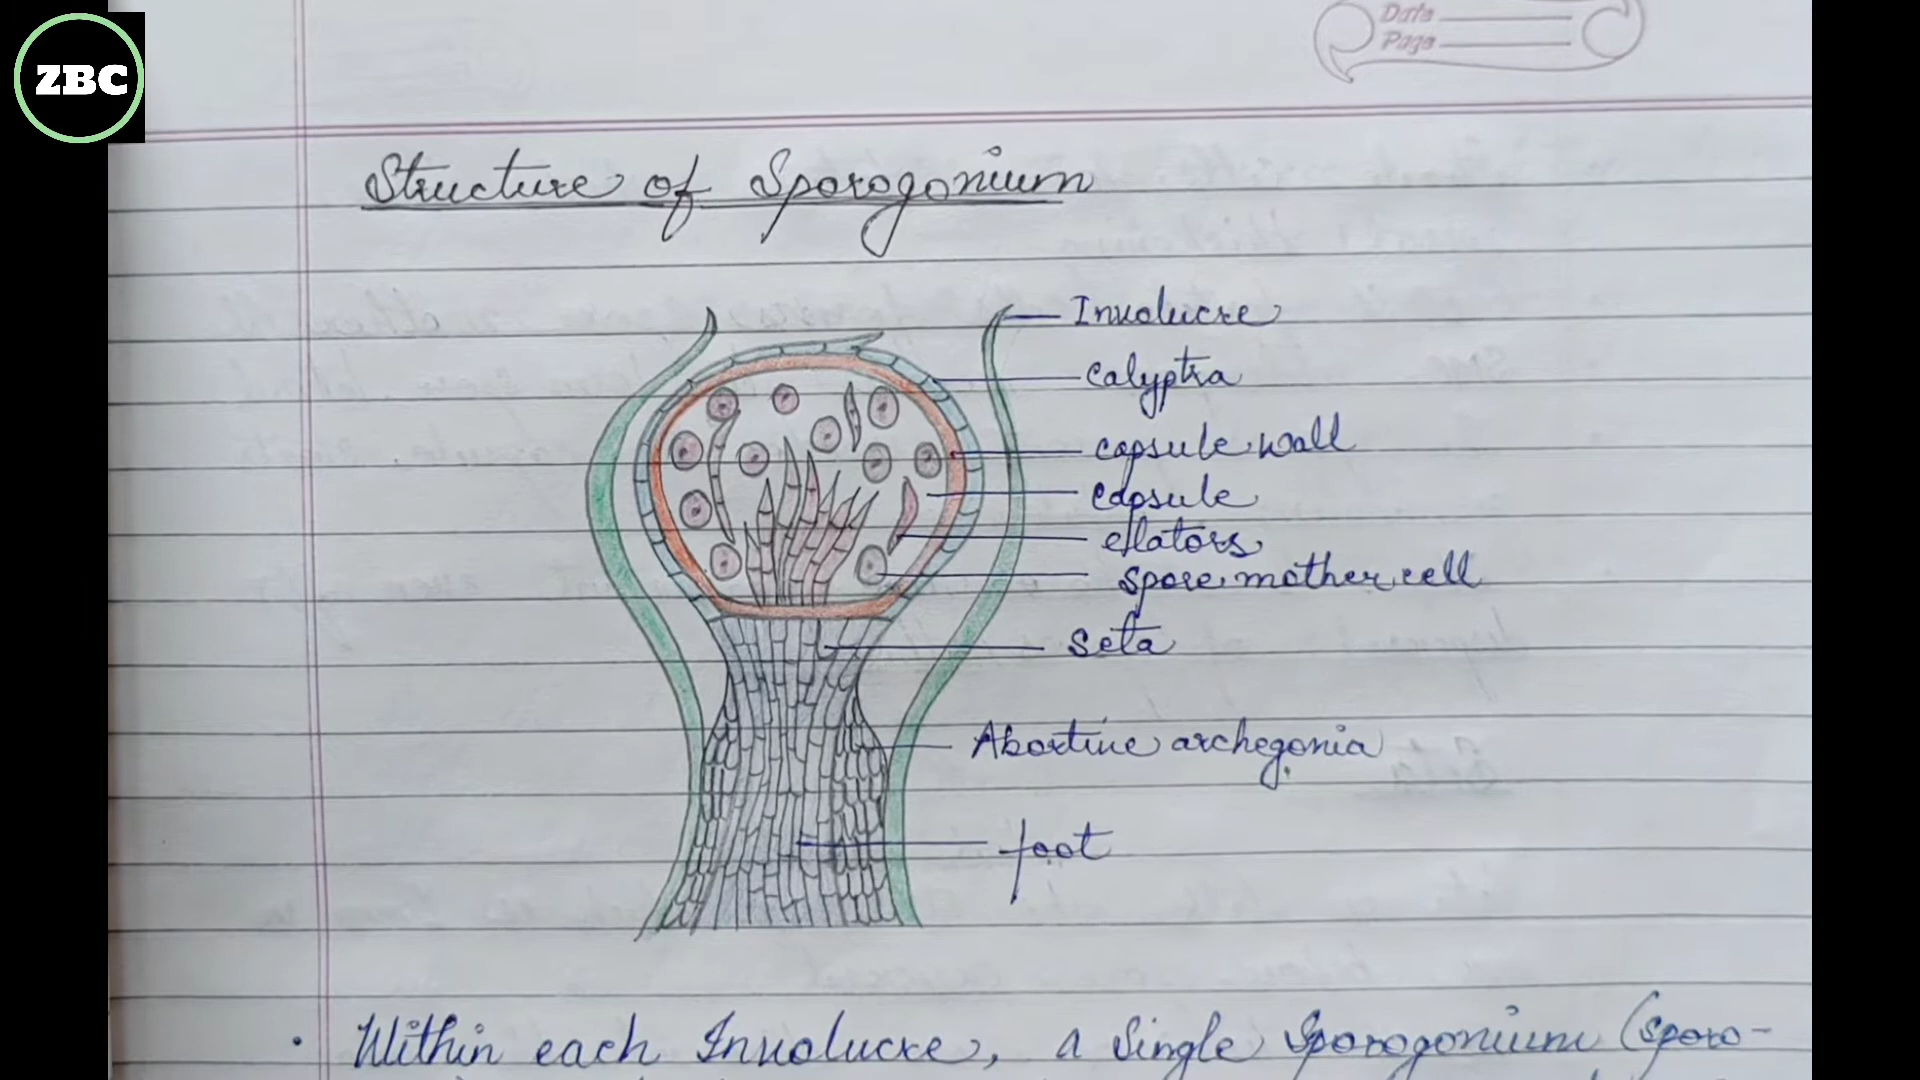 ZBC
Date
Page
Structure of Sporogonium
Involucre
Calyptra
capsule wall
capsule
ellators
spore mother cell
Seta
Abortive archegonia
foot
• Within each Involucre, a single Sporogonium (sporo-